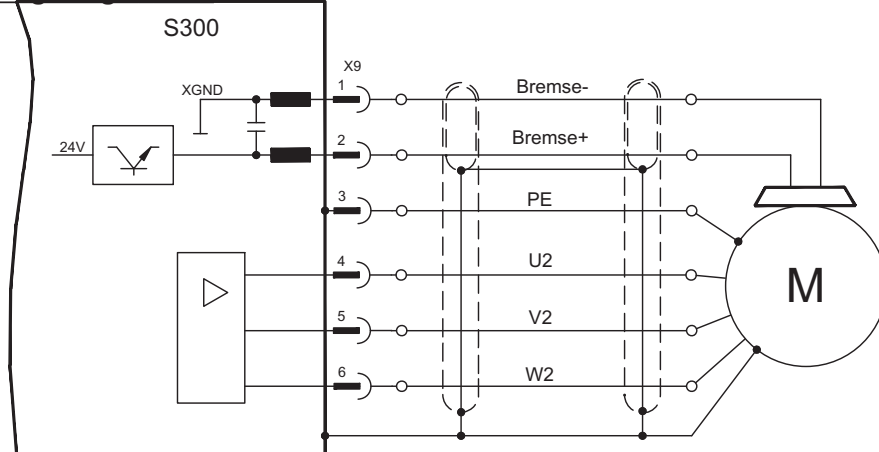 S300
X9
XGND
1
Bremse-
24V
2
Bremse+
3
PE
4
U2
M
5
V2
6
W2